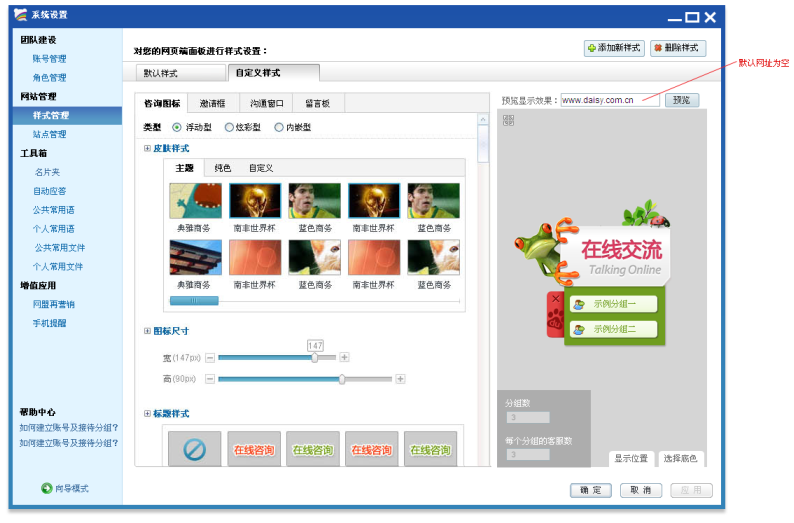 系统设置
团队建设
账号管理
角色管理
网站管理
样式管理
站点管理
工具箱
名片夹
自动应答
公共常用语
个人常用语
公共常用文件
个人常用文件
增值应用
网盟再营销
手机提醒
帮助中心
如何建立账号及接待分组?
如何建立账号及接待分组?
向导模式
对您的网页端面板进行样式设置:
添加新样式
删除样式
默认样式
自定义样式
咨询图标
邀请框
沟通窗口
留言板
类型
浮动型
炫彩型
内嵌型
皮肤样式
主题
纯色
自定义
典雅商务
南非世界杯
蓝色商务
南非世界杯
蓝色商务
典雅商务
南非世界杯
蓝色商务
南非世界杯
蓝色商务
图标尺寸
147
宽(147px)
高(90px)
标题样式
在线咨询
在线咨询
在线咨询
在线咨询
预览显示效果:
www.daisy.com.cn
预览
默认网址为空
在线交流
Talking Online
示例分组一
示例分组二
分组数
3
每个分组的客服数
3
显示位置
选择底色
确 定
取 消
应 用